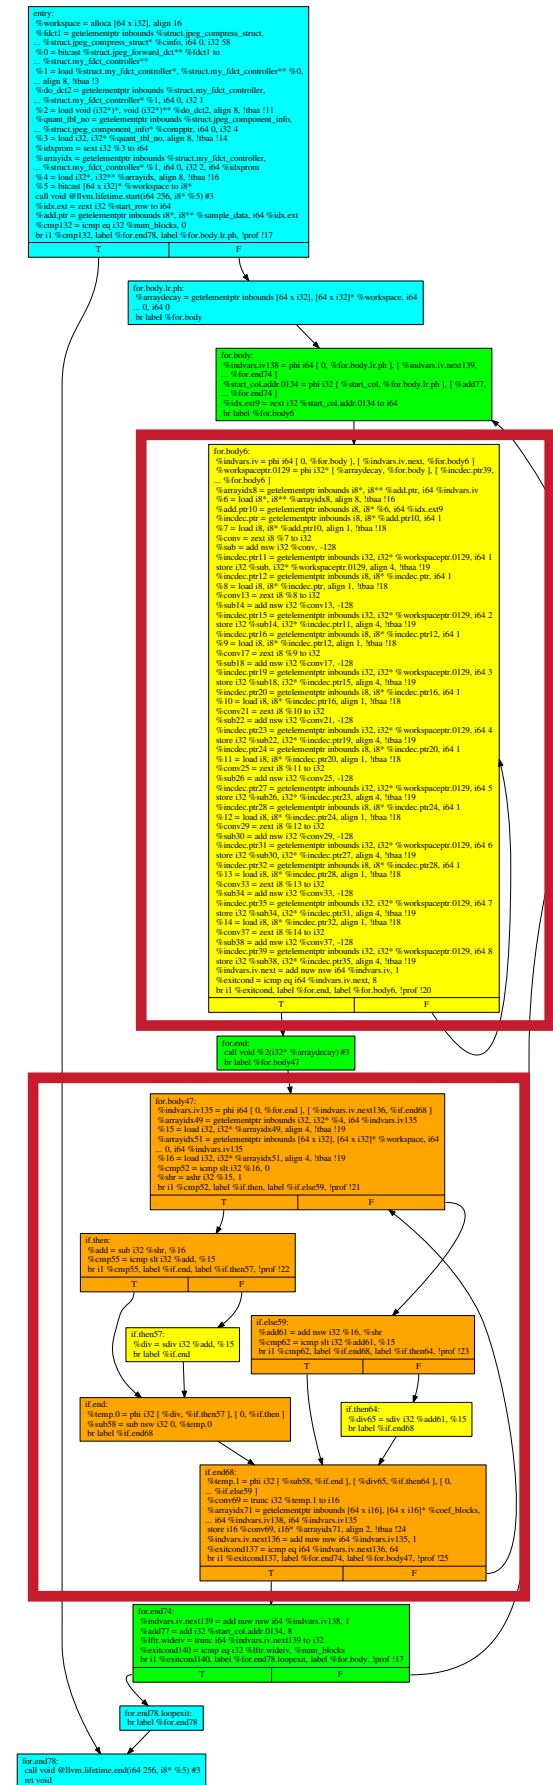 entry:
%workspace = alloca [64 x i32], align 16
%fdct1 = getelementptr inbounds %struct.jpeg_compress_struct,
... %struct.jpeg_compress_struct* %cinfo, i64 0, i32 58
%0 = bitcast %struct.jpeg_forward_dct** %fdct1 to
... %struct.my_fdct_controller**
%1 = load %struct.my_fdct_controller*, %struct.my_fdct_controller** %0,
... align 8, !tbaa !3
%do_dct2 = getelementptr inbounds %struct.my_fdct_controller,
... %struct.my_fdct_controller* %1, i64 0, i32 1
%2 = load void (i32*)*, void (i32*)** %do_dct2, align 8, !tbaa !11
%quant_tbl_no = getelementptr inbounds %struct.jpeg_component_info,
... %struct.jpeg_component_info* %compptr, i64 0, i32 4
%3 = load i32, i32* %quant_tbl_no, align 8, !tbaa !14
%idxprom = sext i32 %3 to i64
%arrayidx = getelementptr inbounds %struct.my_fdct_controller,
... %struct.my_fdct_controller* %1, i64 0, i32 2, i64 %idxprom
%4 = load i32*, i32** %arrayidx, align 8, !tbaa !16
%5 = bitcast [64 x i32]* %workspace to i8*
call void @llvm.lifetime.start(i64 256, i8* %5) #3
%idx.ext = zext i32 %start_row to i64
%add.ptr = getelementptr inbounds i8*, i8** %sample_data, i64 %idx.ext
%cmp132 = icmp eq i32 %num_blocks, 0
br i1 %cmp132, label %for.end78, label %for.body.lr.ph, !prof !17
T F
for.body.lr.ph:
%arraydecay = getelementptr inbounds [64 x i32], [64 x i32]* %workspace, i64
... 0, i64 0
br label %for.body
for.body:
%indvars.iv138 = phi i64 [ 0, %for.body.lr.ph ], [ %indvars.iv.next139,
... %for.end74 ]
%start_col.addr.0134 = phi i32 [ %start_col, %for.body.lr.ph ], [ %add77,
... %for.end74 ]
%idx.ext9 = zext i32 %start_col.addr.0134 to i64
br label %for.body6
for.body6:
%indvars.iv = phi i64 [ 0, %for.body ], [ %indvars.iv.next, %for.body6 ]
%workspaceptr.0129 = phi i32* [ %arraydecay, %for.body ], [ %incdec.ptr39,
... %for.body6 ]
%arrayidx8 = getelementptr inbounds i8*, i8** %add.ptr, i64 %indvars.iv
%6 = load i8*, i8** %arrayidx8, align 8, !tbaa !16
%add.ptr10 = getelementptr inbounds i8, i8* %6, i64 %idx.ext9
%incdec.ptr = getelementptr inbounds i8, i8* %add.ptr10, i64 1
%7 = load i8, i8* %add.ptr10, align 1, !tbaa !18
%conv = zext i8 %7 to i32
%sub = add nsw i32 %conv, -128
%incdec.ptr11 = getelementptr inbounds i32, i32* %workspaceptr.0129, i64 1
store i32 %sub, i32* %workspaceptr.0129, align 4, !tbaa !19
%incdec.ptr12 = getelementptr inbounds i8, i8* %incdec.ptr, i64 1
%8 = load i8, i8* %incdec.ptr, align 1, !tbaa !18
%conv13 = zext i8 %8 to i32
%sub14 = add nsw i32 %conv13, -128
%incdec.ptr15 = getelementptr inbounds i32, i32* %workspaceptr.0129, i64 2
store i32 %sub14, i32* %incdec.ptr11, align 4, !tbaa !19
%incdec.ptr16 = getelementptr inbounds i8, i8* %incdec.ptr12, i64 1
%9 = load i8, i8* %incdec.ptr12, align 1, !tbaa !18
%conv17 = zext i8 %9 to i32
%sub18 = add nsw i32 %conv17, -128
%incdec.ptr19 = getelementptr inbounds i32, i32* %workspaceptr.0129, i64 3
store i32 %sub18, i32* %incdec.ptr15, align 4, !tbaa !19
%incdec.ptr20 = getelementptr inbounds i8, i8* %incdec.ptr16, i64 1
%10 = load i8, i8* %incdec.ptr16, align 1, !tbaa !18
%conv21 = zext i8 %10 to i32
%sub22 = add nsw i32 %conv21, -128
%incdec.ptr23 = getelementptr inbounds i32, i32* %workspaceptr.0129, i64 4
store i32 %sub22, i32* %incdec.ptr19, align 4, !tbaa !19
%incdec.ptr24 = getelementptr inbounds i8, i8* %incdec.ptr20, i64 1
%11 = load i8, i8* %incdec.ptr20, align 1, !tbaa !18
%conv25 = zext i8 %11 to i32
%sub26 = add nsw i32 %conv25, -128
%incdec.ptr27 = getelementptr inbounds i32, i32* %workspaceptr.0129, i64 5
store i32 %sub26, i32* %incdec.ptr23, align 4, !tbaa !19
%incdec.ptr28 = getelementptr inbounds i8, i8* %incdec.ptr24, i64 1
%12 = load i8, i8* %incdec.ptr24, align 1, !tbaa !18
%conv29 = zext i8 %12 to i32
%sub30 = add nsw i32 %conv29, -128
%incdec.ptr31 = getelementptr inbounds i32, i32* %workspaceptr.0129, i64 6
store i32 %sub30, i32* %incdec.ptr27, align 4, !tbaa !19
%incdec.ptr32 = getelementptr inbounds i8, i8* %incdec.ptr28, i64 1
%13 = load i8, i8* %incdec.ptr28, align 1, !tbaa !18
%conv33 = zext i8 %13 to i32
%sub34 = add nsw i32 %conv33, -128
%incdec.ptr35 = getelementptr inbounds i32, i32* %workspaceptr.0129, i64 7
store i32 %sub34, i32* %incdec.ptr31, align 4, !tbaa !19
%14 = load i8, i8* %incdec.ptr32, align 1, !tbaa !18
%conv37 = zext i8 %14 to i32
%sub38 = add nsw i32 %conv37, -128
%incdec.ptr39 = getelementptr inbounds i32, i32* %workspaceptr.0129, i64 8
store i32 %sub38, i32* %incdec.ptr35, align 4, !tbaa !19
%indvars.iv.next = add nuw nsw i64 %indvars.iv, 1
%exitcond = icmp eq i64 %indvars.iv.next, 8
br i1 %exitcond, label %for.end, label %for.body6, !prof !20
T F
for.end:
call void %2(i32* %arraydecay) #3
br label %for.body47
for.body47:
%indvars.iv135 = phi i64 [ 0, %for.end ], [ %indvars.iv.next136, %if.end68 ]
%arrayidx49 = getelementptr inbounds i32, i32* %4, i64 %indvars.iv135
%15 = load i32, i32* %arrayidx49, align 4, !tbaa !19
%arrayidx51 = getelementptr inbounds [64 x i32], [64 x i32]* %workspace, i64
... 0, i64 %indvars.iv135
%16 = load i32, i32* %arrayidx51, align 4, !tbaa !19
%cmp52 = icmp slt i32 %16, 0
%shr = ashr i32 %15, 1
br i1 %cmp52, label %if.then, label %if.else59, !prof !21
T F
if.then:
%add = sub i32 %shr, %16
%cmp55 = icmp slt i32 %add, %15
br i1 %cmp55, label %if.end, label %if.then57, !prof !22
T F
if.else59:
%add61 = add nsw i32 %16, %shr
%cmp62 = icmp slt i32 %add61, %15
br i1 %cmp62, label %if.end68, label %if.then64, !prof !23
T F
if.then57:
%div = sdiv i32 %add, %15
br label %if.end
if.end:
%temp.0 = phi i32 [ %div, %if.then57 ], [ 0, %if.then ]
%sub58 = sub nsw i32 0, %temp.0
br label %if.end68
if.then64:
%div65 = sdiv i32 %add61, %15
br label %if.end68
if.end68:
%temp.1 = phi i32 [ %sub58, %if.end ], [ %div65, %if.then64 ], [ 0,
... %if.else59 ]
%conv69 = trunc i32 %temp.1 to i16
%arrayidx71 = getelementptr inbounds [64 x i16], [64 x i16]* %coef_blocks,
... i64 %indvars.iv138, i64 %indvars.iv135
store i16 %conv69, i16* %arrayidx71, align 2, !tbaa !24
%indvars.iv.next136 = add nuw nsw i64 %indvars.iv135, 1
%exitcond137 = icmp eq i64 %indvars.iv.next136, 64
br i1 %exitcond137, label %for.end74, label %for.body47, !prof !25
T F
for.end74:
%indvars.iv.next139 = add nuw nsw i64 %indvars.iv138, 1
%add77 = add i32 %start_col.addr.0134, 8
%lftr.wideiv = trunc i64 %indvars.iv.next139 to i32
%exitcond140 = icmp eq i32 %lftr.wideiv, %num_blocks
br i1 %exitcond140, label %for.end78.loopexit, label %for.body, !prof !17
T F
for.end78.loopexit:
br label %for.end78
for.end78:
call void @llvm.lifetime.end(i64 256, i8* %5) #3
ret void